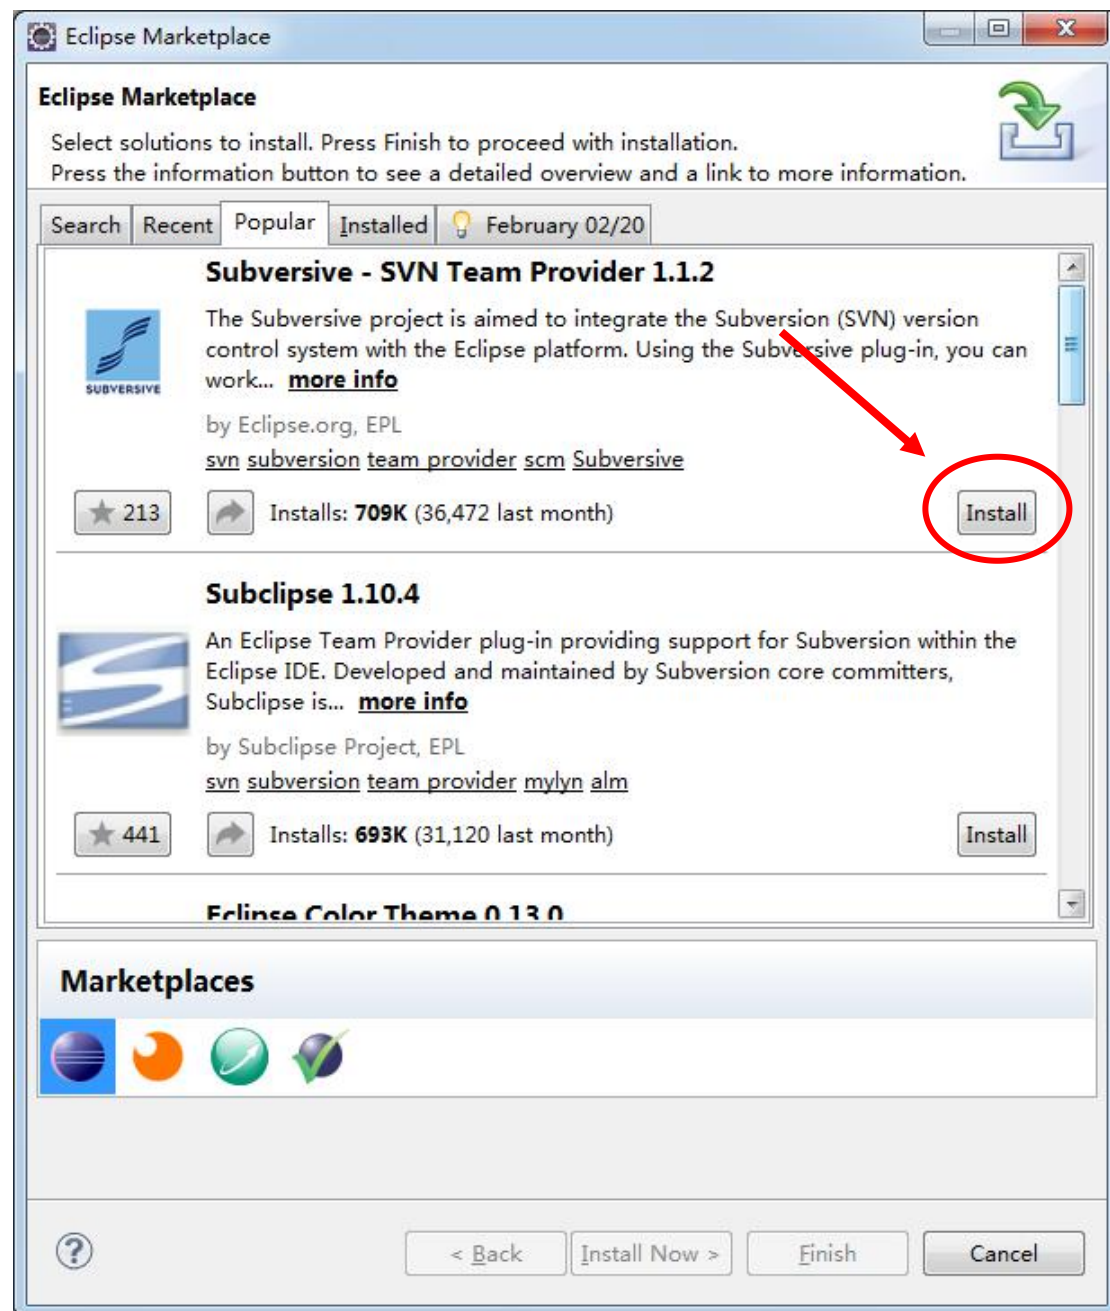 Eclipse Marketplace
Eclipse Marketplace
Select solutions to install. Press Finish to proceed with installation.
Press the information button to see a detailed overview and a link to more information.
Search Recent Popular Installed February 02/20
Subversive - SVN Team Provider 1.1.2
The Subversive project is aimed to integrate the Subversion (SVN) version
control system with the Eclipse platform. Using the Subversive plug-in, you can
work... more info
SUBVERSIVE
by Eclipse.org, EPL
svn subversion team provider scm Subversive
213 Installs: 709K (36,472 last month) Install
Subclipse 1.10.4
An Eclipse Team Provider plug-in providing support for Subversion within the
Eclipse IDE. Developed and maintained by Subversion core committers,
Subclipse is... more info
by Subclipse Project, EPL
svn subversion team provider mylyn alm
441 Installs: 693K (31,120 last month) Install
Eclipse Color Theme 0.13.0
Marketplaces
? < Back Install Now > Finish Cancel